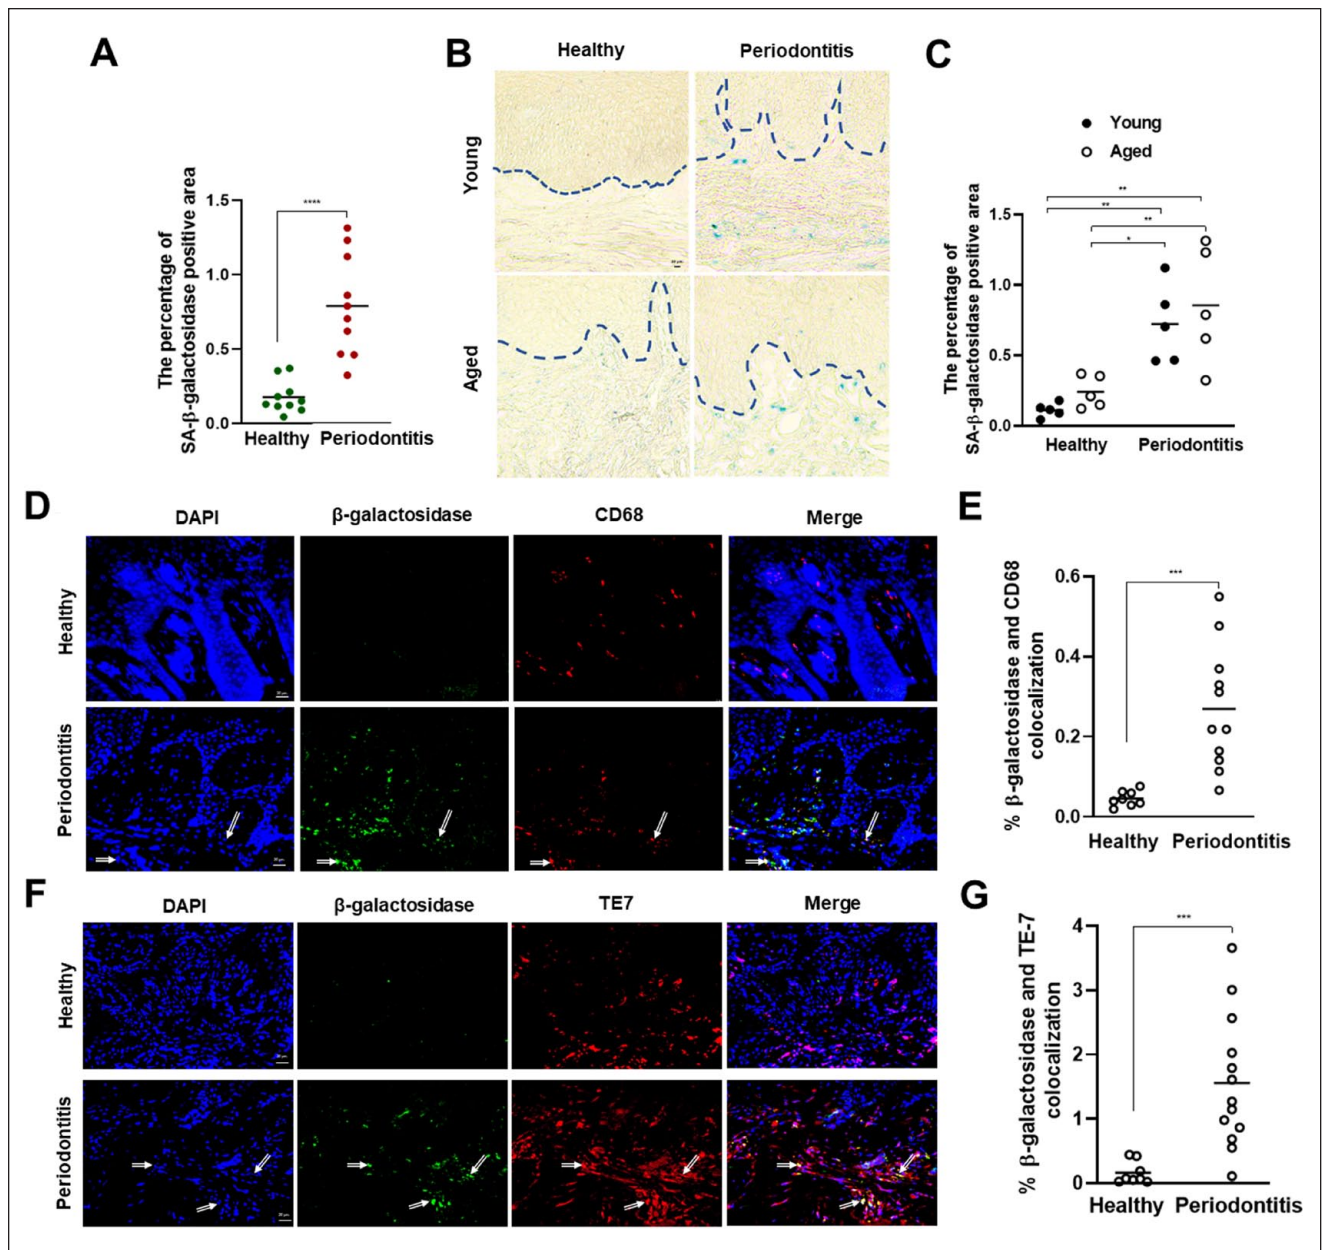 A
The percentage of
SA-β-galactosidase positive area
1.5
1.0
0.5
0.0
****
Healthy
Periodontitis
B
Healthy
Periodontitis
Young
Aged
C
Young
Aged
The percentage of
SA-β-galactosidase positive area
1.5
1.0
0.5
0.0
**
**
**
*
Healthy
Periodontitis
D
DAPI
β-galactosidase
CD68
Merge
Healthy
Periodontitis
E
% β-galactosidase and CD68
colocalization
0.6
0.4
0.2
0.0
***
Healthy
Periodontitis
F
DAPI
β-galactosidase
TE7
Merge
Healthy
Periodontitis
G
% β-galactosidase and TE-7
colocalization
4
3
2
1
0
***
Healthy
Periodontitis